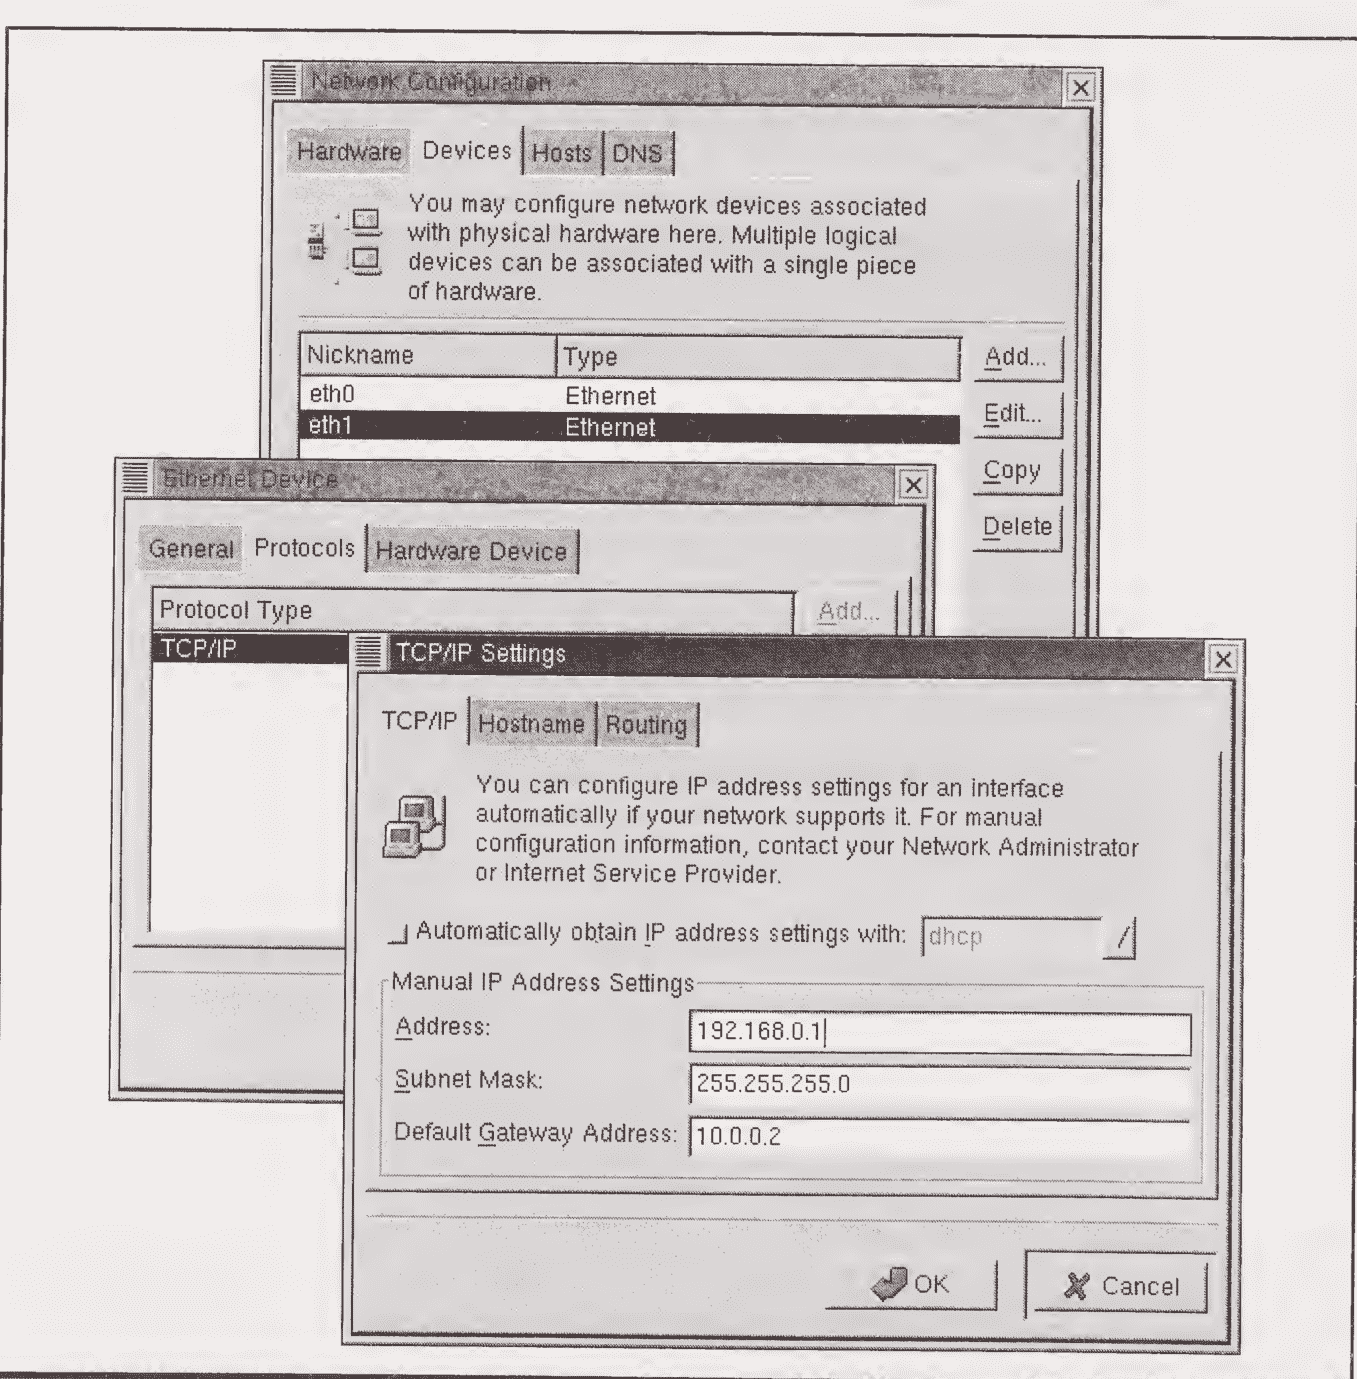 Network Configuration
Hardware Devices Hosts DNS
You may configure network devices associated
with physical hardware here. Multiple logical
devices can be associated with a single piece
of hardware.
Nickname Type
eth0 Ethernet
eth1 Ethernet
Add...
Edit...
Copy
Delete
Ethernet Device
General Protocols Hardware Device
Protocol Type
TCP/IP
Add...
TCP/IP Settings
TCP/IP Hostname Routing
You can configure IP address settings for an interface
automatically if your network supports it. For manual
configuration information, contact your Network Administrator
or Internet Service Provider.
Automatically obtain IP address settings with: dhcp
Manual IP Address Settings
Address: 192.168.0.1
Subnet Mask: 255.255.255.0
Default Gateway Address: 10.0.0.2
OK Cancel